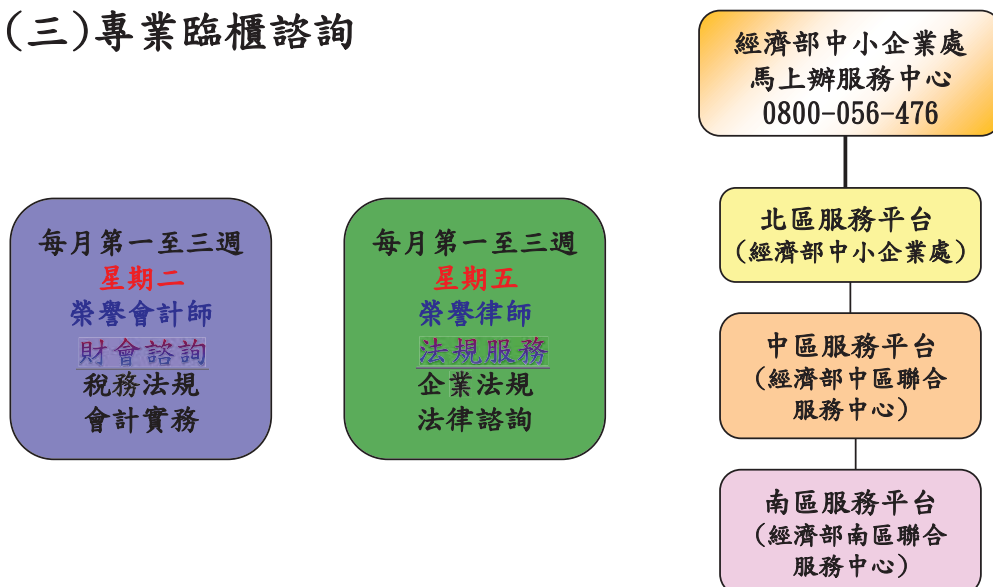 (三)專業臨櫃諮詢
每月第一至三週
星期二
榮譽會計師
財會諮詢
稅務法規
會計實務
每月第一至三週
星期五
榮譽律師
法規服務
企業法規
法律諮詢
經濟部中小企業處
馬上辦服務中心
0800-056-476
北區服務平台
(經濟部中小企業處)
中區服務平台
(經濟部中區聯合
服務中心)
南區服務平台
(經濟部南區聯合
服務中心)